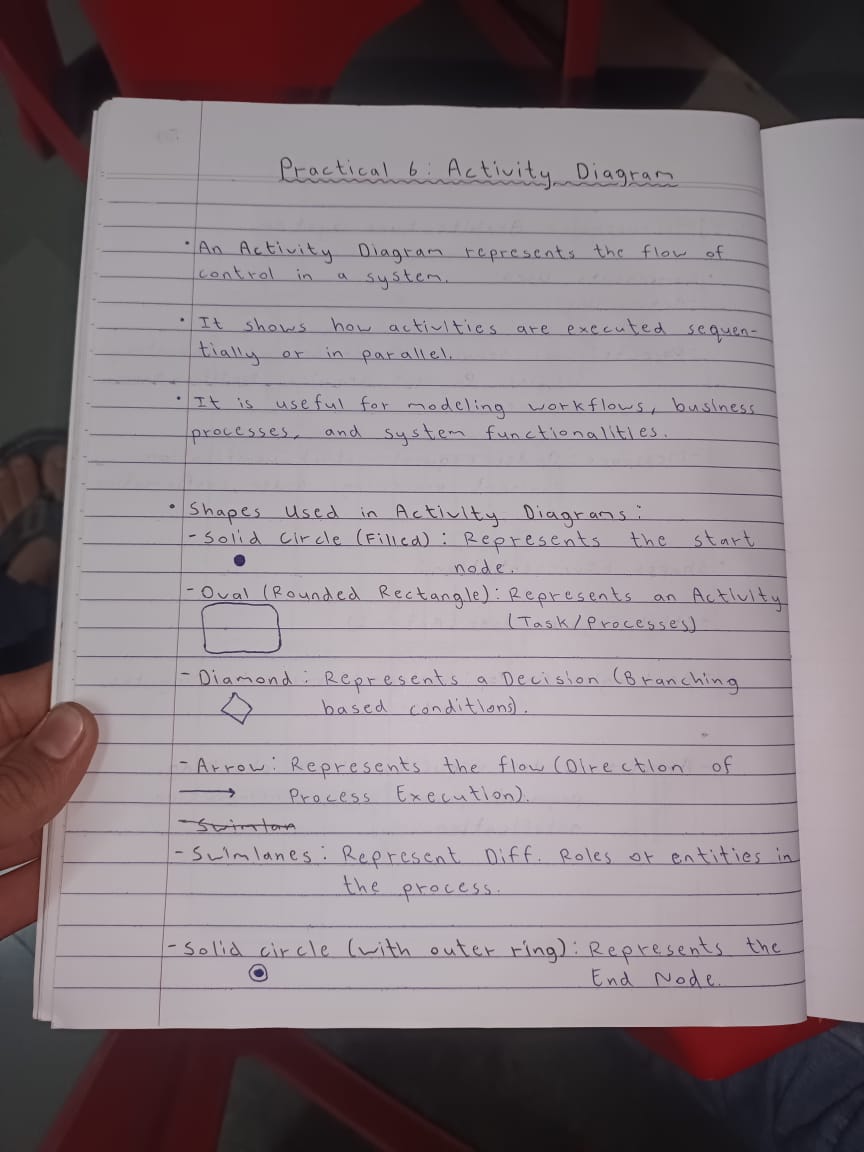 Practical 6: Activity Diagram
• An Activity Diagram represents the flow of
control in a system.
• It shows how activities are executed sequen-
tially or in parallel.
• It is useful for modeling workflows, business
processes, and system functionalities.
• Shapes Used in Activity Diagrams:
- Solid Circle (Filled): Represents the start
node.
- Oval (Rounded Rectangle): Represents an Activity
(Task/Processes)
- Diamond: Represents a Decision (Branching
based conditions).
- Arrow: Represents the flow (Direction of
Process Execution).
- Swimlan
- Swimlanes: Represent Diff. Roles or entities in
the process.
- Solid circle (with outer ring): Represents the
End Node.